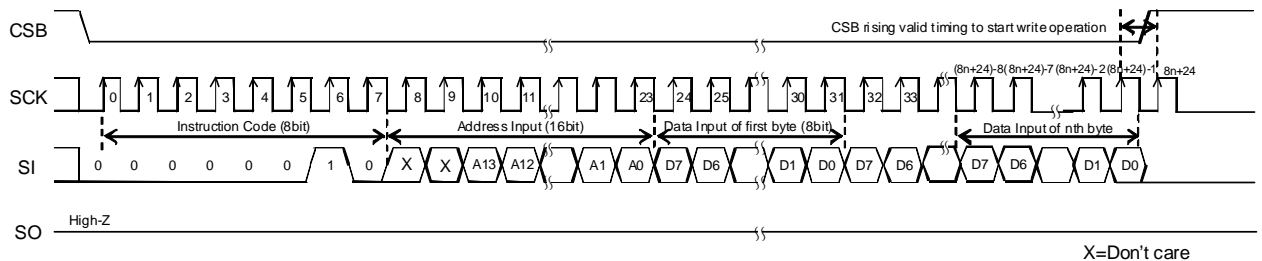 CSB
CSB rising valid timing to start write operation
SCK
0 1 2 3 4 5 6 7 8 9 10 11 23 24 25 30 31 32 33 (8n+24)-8 (8n+24)-7 (8n+24)-2 (8n+24)-1 8n+24
Instruction Code (8bit) Address Input (16bit) Data Input of first byte (8bit) Data Input of nth byte
SI 0 0 0 0 0 0 1 0 X X A13 A12 A1 A0 D7 D6 D1 D0 D7 D6 D7 D6 D1 D0
High-Z
SO
X=Don't care